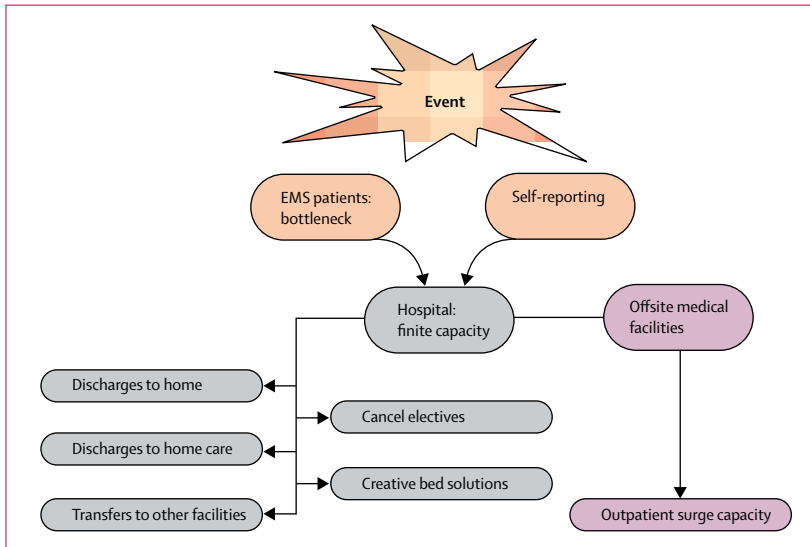 Event
EMS patients:
bottleneck
Self-reporting
Hospital:
finite capacity
Offsite medical
facilities
Discharges to home
Cancel electives
Discharges to home care
Creative bed solutions
Transfers to other facilities
Outpatient surge capacity